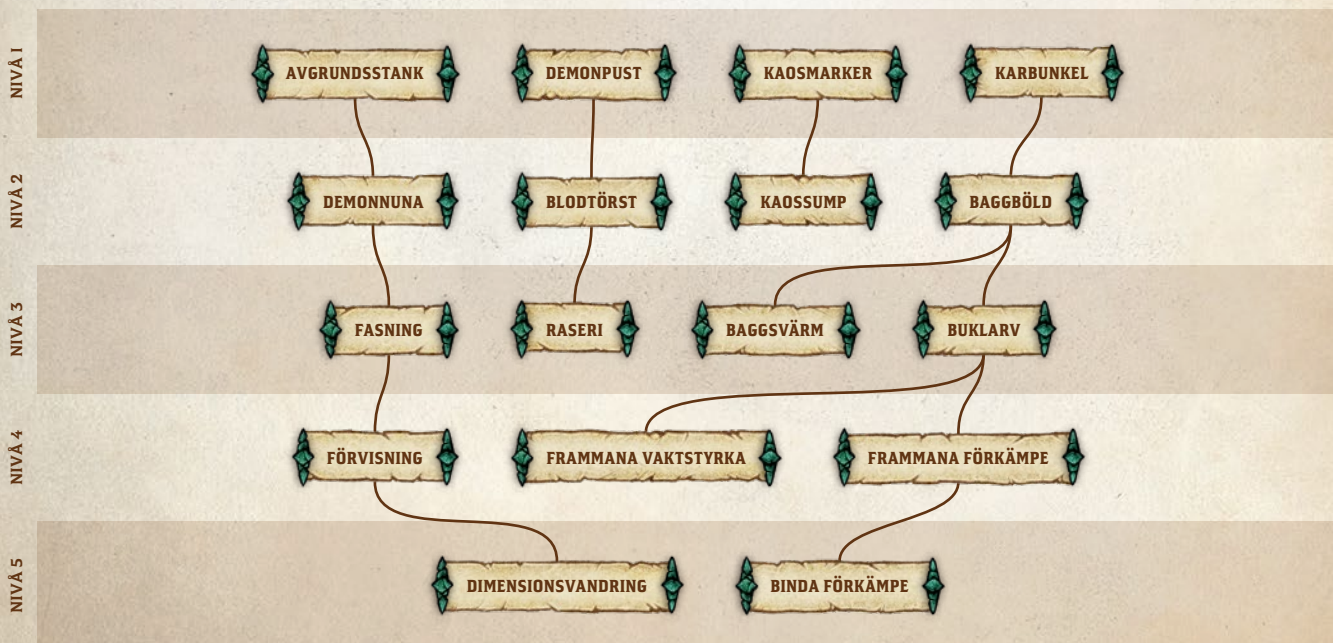 NIVÅ 1
AVGRUNDSSTANK
DEMONPUST
KAOSMARKER
KARBUNKEL
NIVÅ 2
DEMONNUNA
BLODTÖRST
KAOSSUMP
BAGGBÖLD
NIVÅ 3
FASNING
RASERI
BAGGSVÄRM
BUKLARV
NIVÅ 4
FÖRVISNING
FRAMMANA VAKTSTYRKA
FRAMMANA FÖRKÄMPE
NIVÅ 5
DIMENSIONSVANDRING
BINDA FÖRKÄMPE